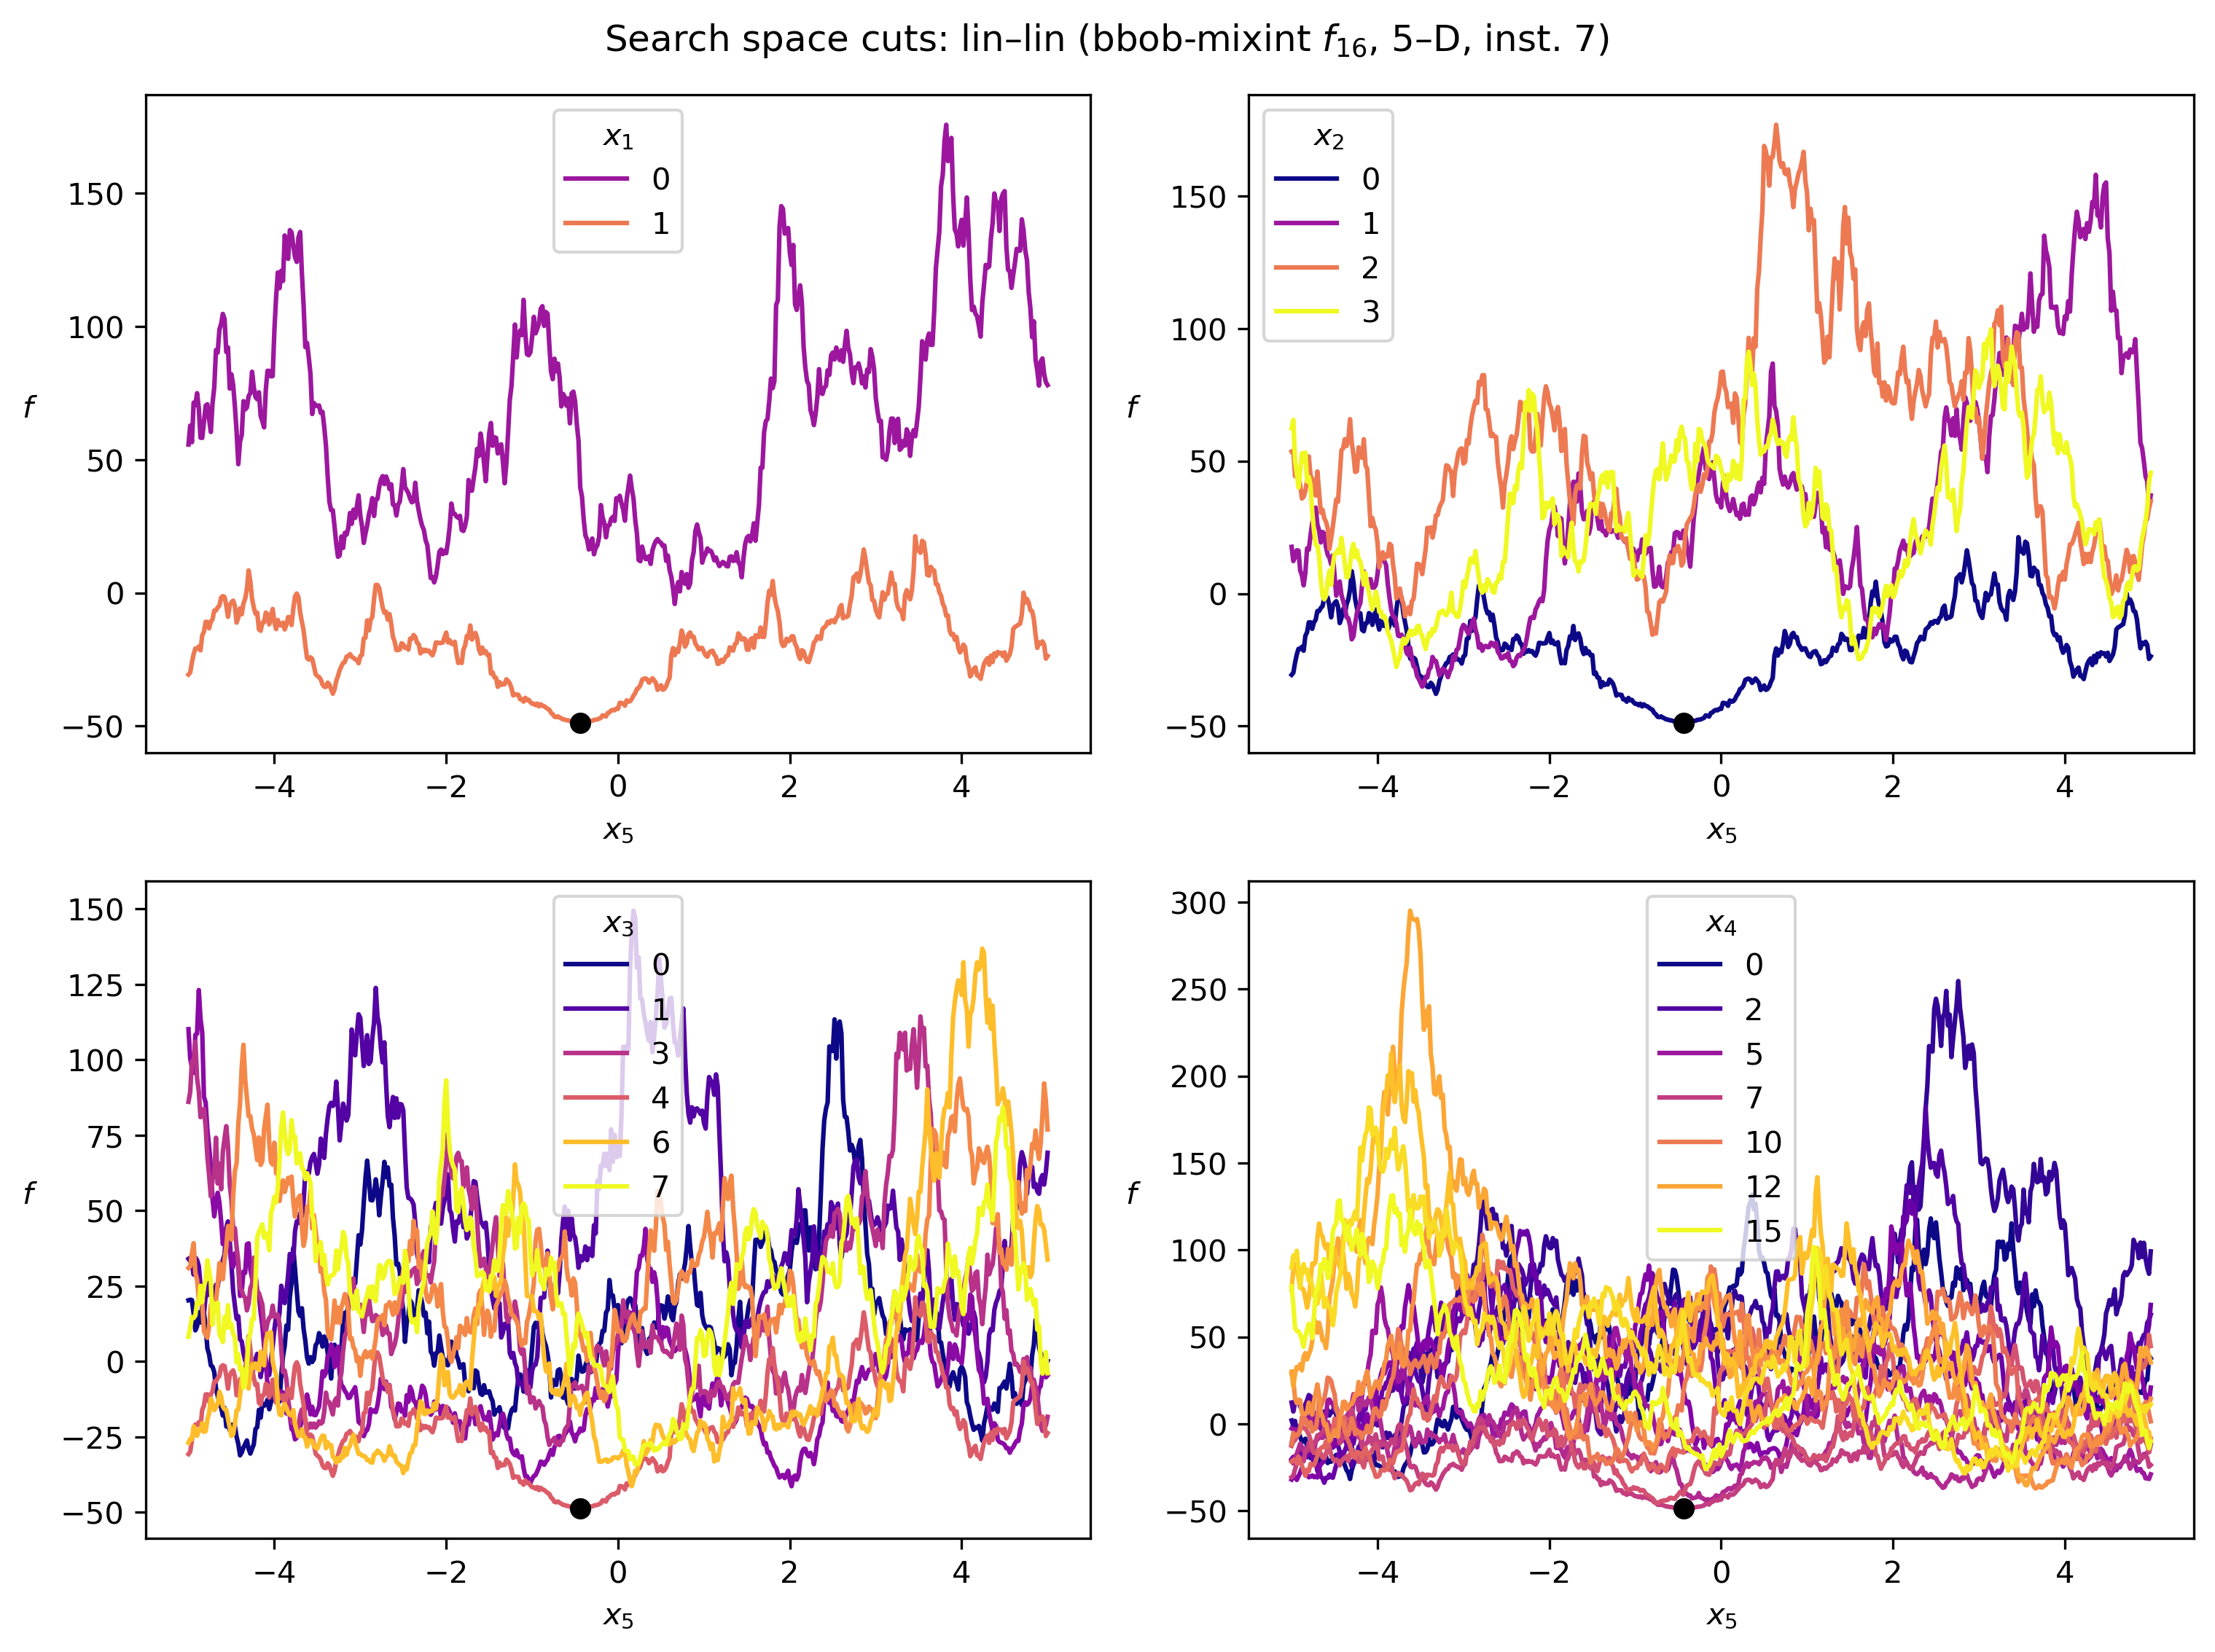 Search space cuts: lin–lin (bbob-mixint f16, 5–D, inst. 7)
x1
0
1
150
100
50
0
−50
f
−4 −2 0 2 4
x5
x2
0
1
2
3
150
100
50
0
−50
f
−4 −2 0 2 4
x5
x3
0
1
3
4
6
7
150
125
100
75
50
25
0
−25
−50
f
−4 −2 0 2 4
x5
x4
0
2
5
7
10
12
15
300
250
200
150
100
50
0
−50
f
−4 −2 0 2 4
x5